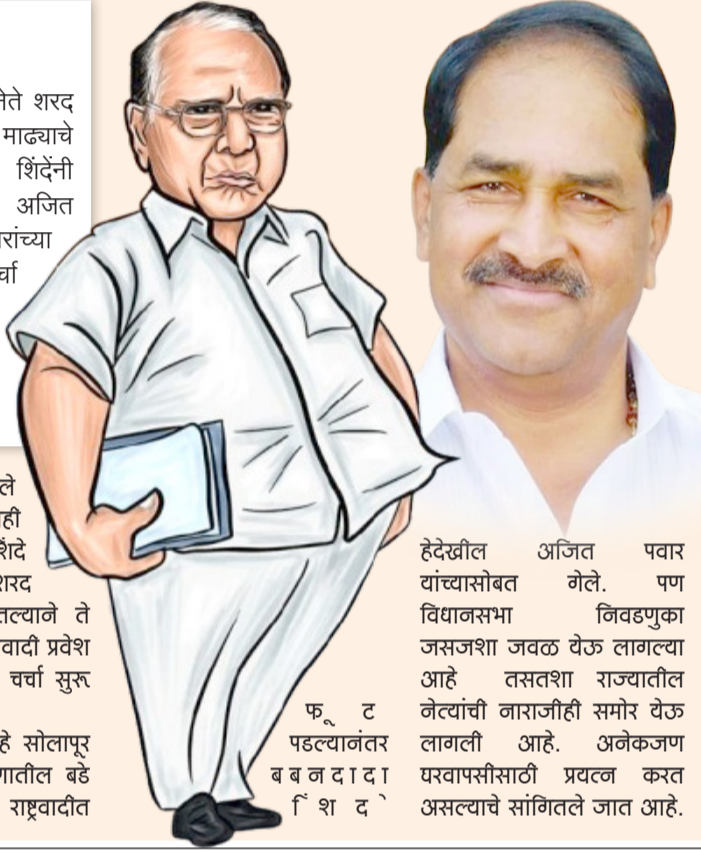 नेते शरद
माढ्याचे
शिंदेंनी
अजित
शरद
वादी प्रवेश
चर्चा सुरू
हे सोलापूर
बडे
राष्ट्रवादीत
फूट
पडल्यानंतर
बबनदादा
शिंदे
हेदेखील अजित पवार
यांच्यासोबत गेले. पण
विधानसभा निवडणुका
जसजशा जवळ येऊ लागल्या
आहे तसतशा राज्यातील
नेत्यांची नाराजीही समोर येऊ
लागली आहे. अनेकजण
घरवापसीसाठी प्रयत्न करत
असल्याचे सांगितले जात आहे.